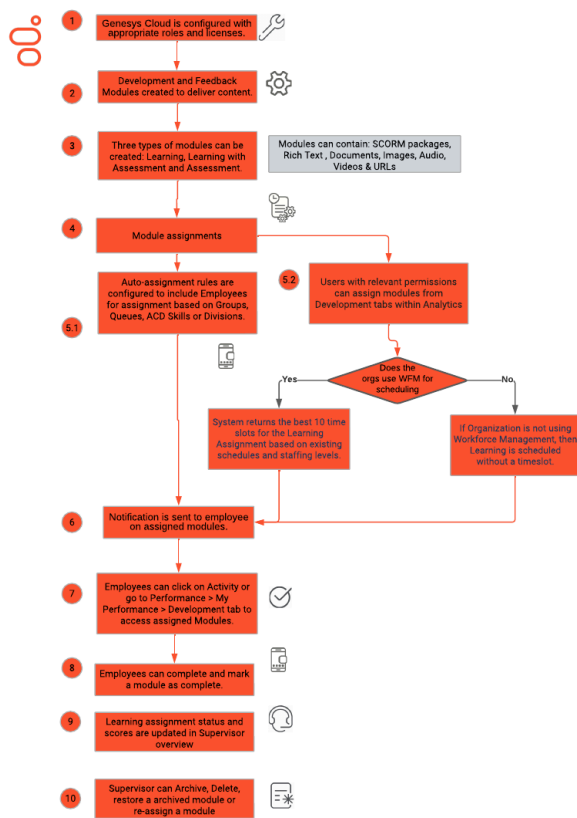 1
Genesys Cloud is configured with
appropriate roles and licenses.
2
Development and Feedback
Modules created to deliver content.
3
Three types of modules can be
created: Learning, Learning with
Assessment and Assessment.
Modules can contain: SCORM packages,
Rich Text , Documents, Images, Audio,
Videos & URLs
4
Module assignments
5.1
Auto-assignment rules are
configured to include Employees
for assignment based on Groups,
Queues, ACD Skills or Divisions.
5.2
Users with relevant permissions
can assign modules from
Development tabs within Analytics
Does the
orgs use WFM for
scheduling
Yes
No
System returns the best 10 time
slots for the Learning
Assignment based on existing
schedules and staffing levels.
If Organization is not using
Workforce Management, then
Learning is scheduled
without a timeslot.
6
Notification is sent to employee
on assigned modules.
7
Employees can click on Activity or
go to Performance > My
Performance > Development tab to
access assigned Modules.
8
Employees can complete and mark
a module as complete.
9
Learning assignment status and
scores are updated in Supervisor
overview
10
Supervisor can Archive, Delete,
restore a archived module or
re-assign a module